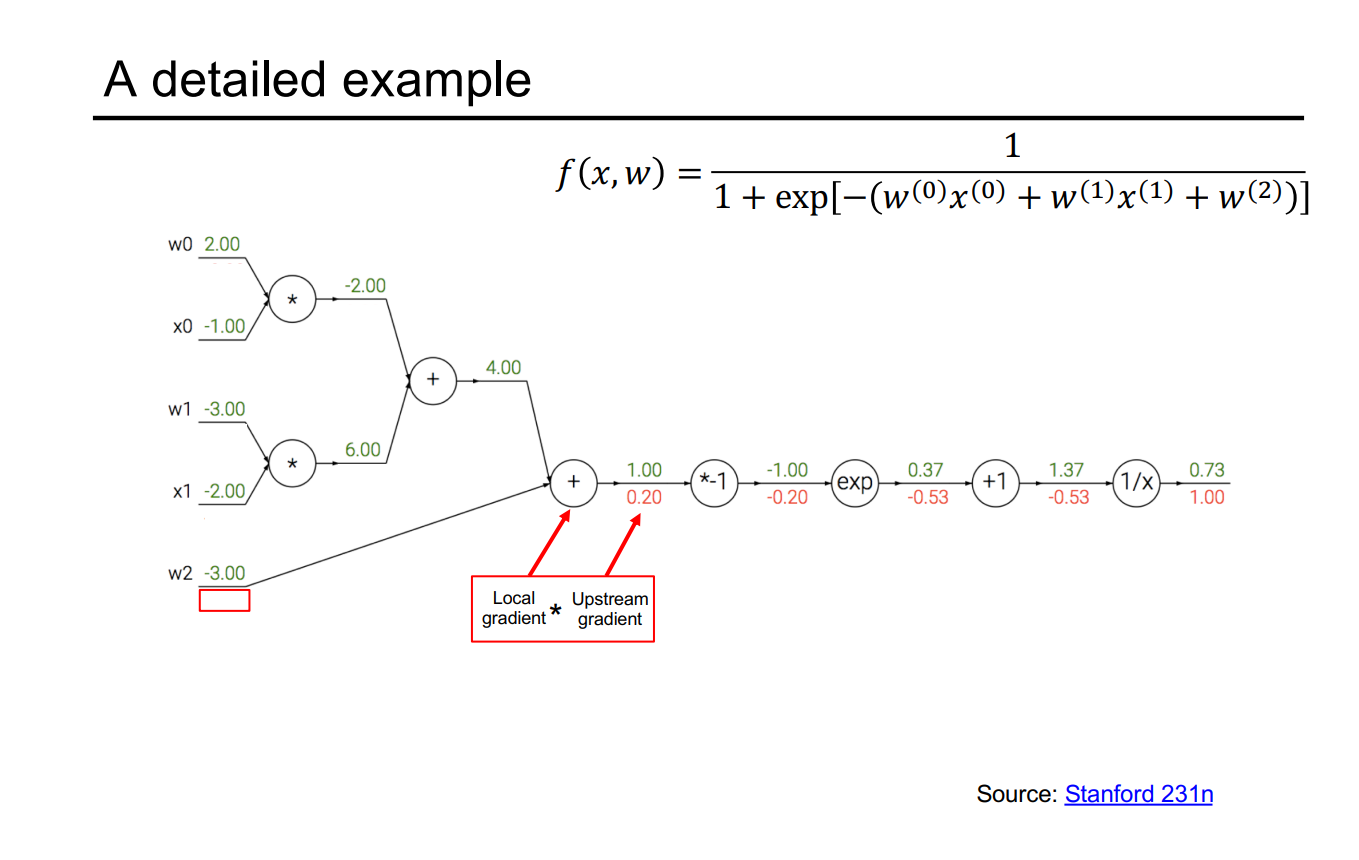 A detailed example
f(x, w) = 1 / (1 + exp[−(w^(0)x^(0) + w^(1)x^(1) + w^(2))])
w0 2.00
*
-2.00
x0 -1.00
+
4.00
w1 -3.00
*
6.00
x1 -2.00
+
1.00
0.20
*-1
-1.00
-0.20
exp
0.37
-0.53
+1
1.37
-0.53
1/x
0.73
1.00
w2 -3.00
Local
gradient
*
Upstream
gradient
Source: Stanford 231n